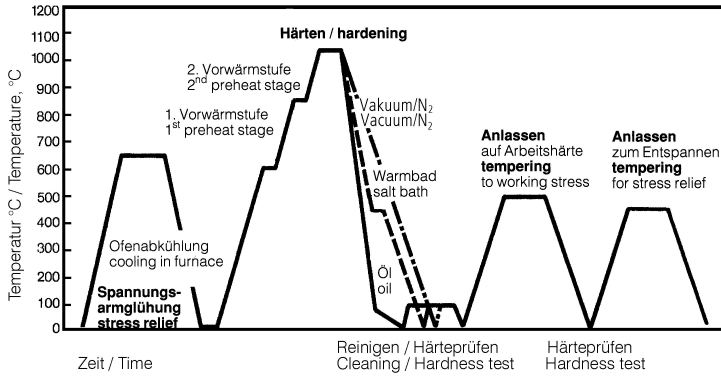 1200
1100
1000
900
800
700
600
500
400
300
200
100
0
Temperatur °C / Temperature, °C
Härten / hardening
2. Vorwärmstufe
2nd preheat stage
1. Vorwärmstufe
1st preheat stage
Vakuum/N2
Vacuum/N2
Warmbad
salt bath
Öl
oil
Anlassen
auf Arbeitshärte
tempering
to working stress
Anlassen
zum Entspannen
tempering
for stress relief
Ofenabkühlung
cooling in furnace
Spannungs-
armglühung
stress relief
Zeit / Time
Reinigen / Härteprüfen
Cleaning / Hardness test
Härteprüfen
Hardness test